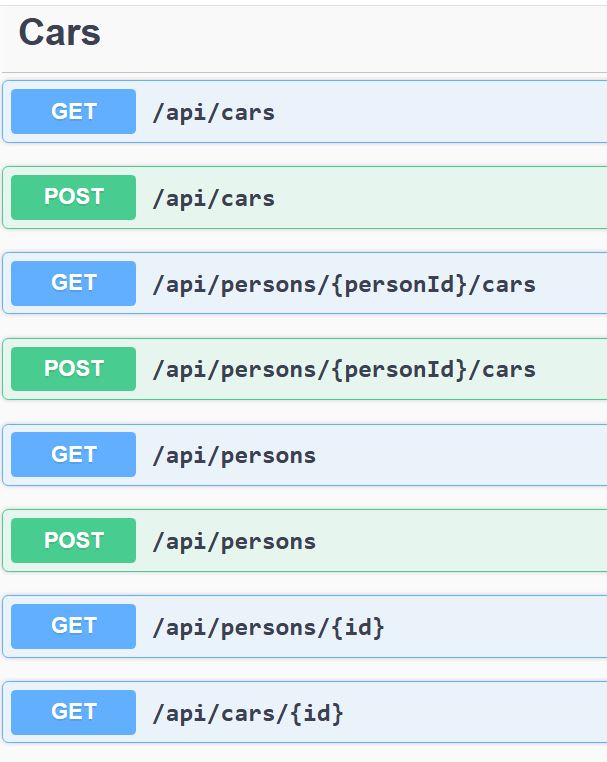 Cars
GET /api/cars
POST /api/cars
GET /api/persons/{personId}/cars
POST /api/persons/{personId}/cars
GET /api/persons
POST /api/persons
GET /api/persons/{id}
GET /api/cars/{id}